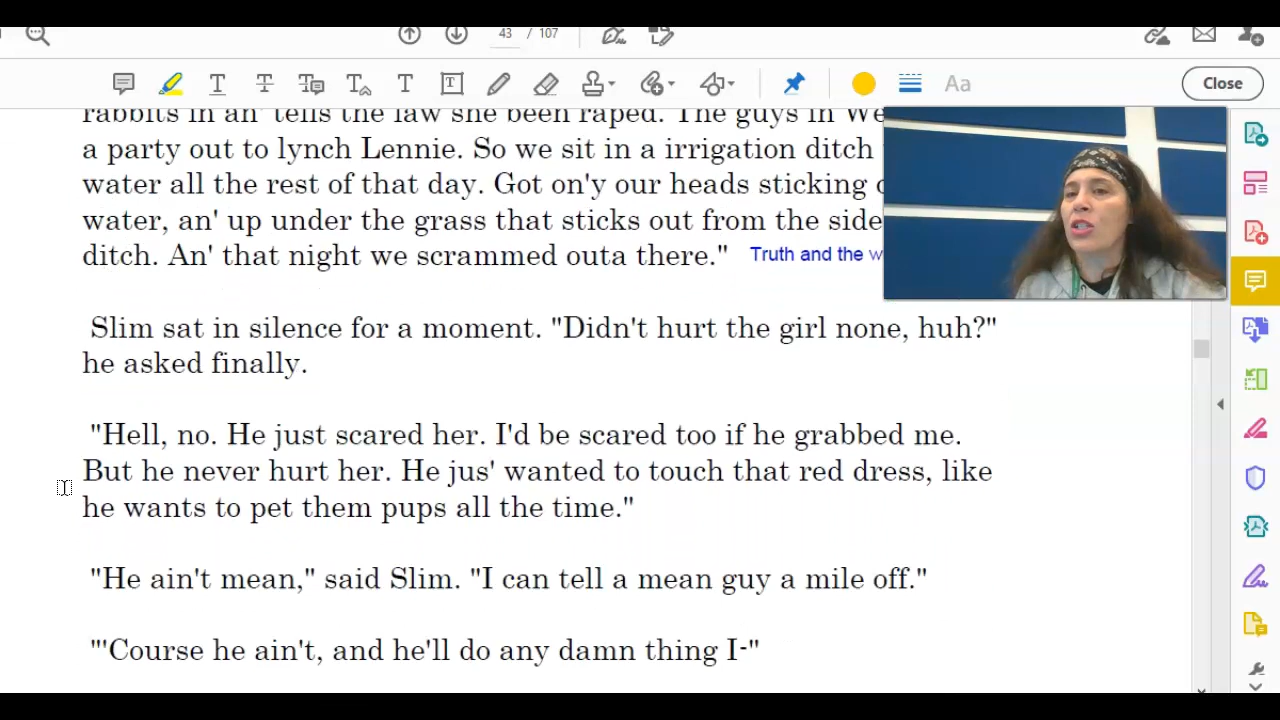 43 / 107
Close
rabbits in an' tells the law she been raped. The guys in We
a party out to lynch Lennie. So we sit in a irrigation ditch
water all the rest of that day. Got on'y our heads sticking
water, an' up under the grass that sticks out from the side
ditch. An' that night we scrammed outa there." Truth and the w
Slim sat in silence for a moment. "Didn't hurt the girl none, huh?"
he asked finally.
"Hell, no. He just scared her. I'd be scared too if he grabbed me.
But he never hurt her. He jus' wanted to touch that red dress, like
he wants to pet them pups all the time."
"He ain't mean," said Slim. "I can tell a mean guy a mile off."
"'Course he ain't, and he'll do any damn thing I-"